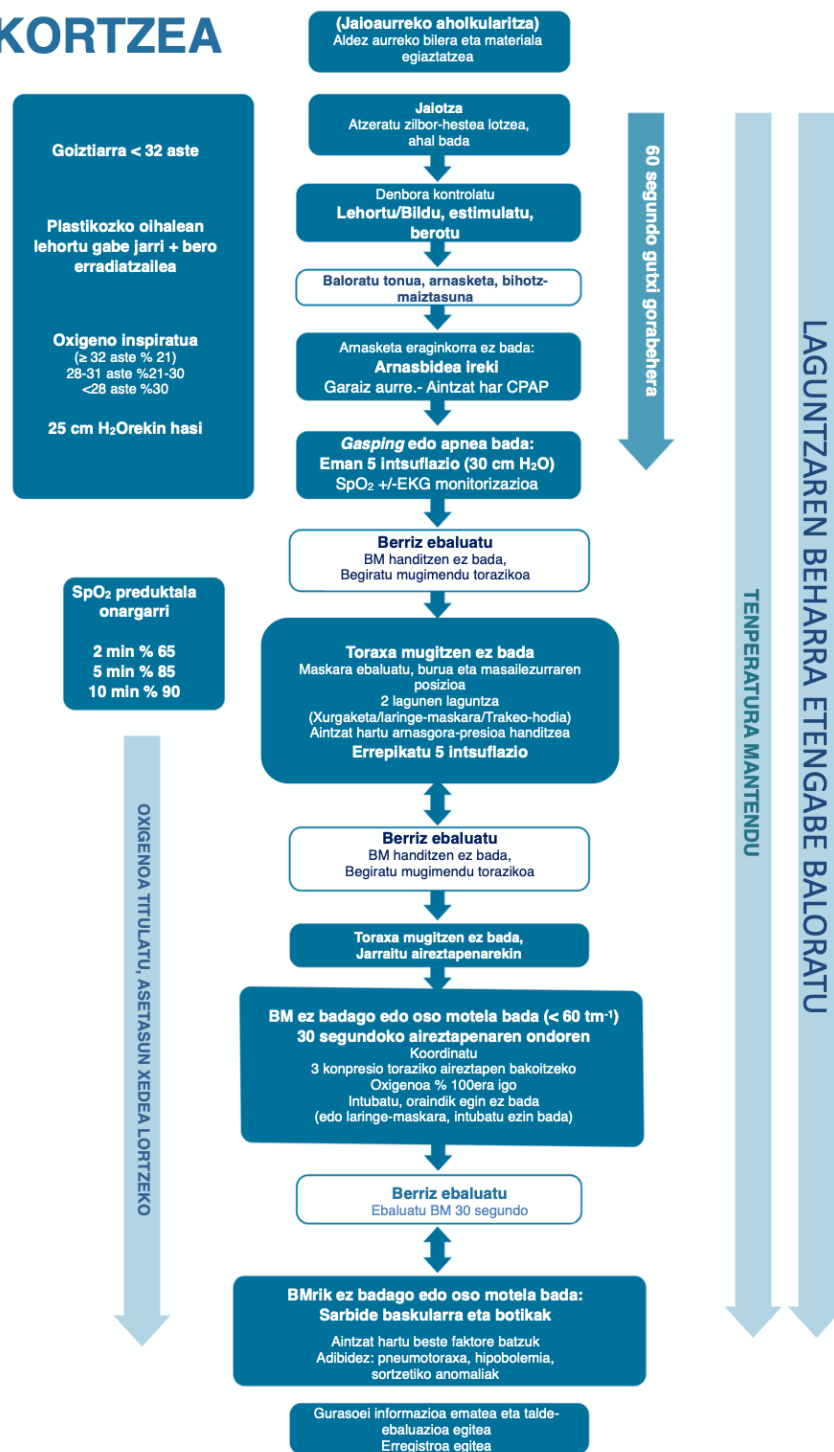 KORTZEA
(Jaioaurreko aholkularitza)
Aldez aurreko bilera eta materiala
egiaztatzea
Jaiotza
Atzeratu zilbor-hestea lotzea,
ahal bada
Denbora kontrolatu
Lehortu/Bildu, estimulatu,
berotu
Baloratu tonua, arnasketa, bihotz-
maiztasuna
Arnasketa eraginkorra ez bada:
Arnasbidea ireki
Garaiz aurre.- Aintzat har CPAP
Gasping edo apnea bada:
Eman 5 intsuflazio (30 cm H₂O)
SpO₂ +/-EKG monitorizazioa
Berriz ebaluatu
BM handitzen ez bada,
Begiratu mugimendu torazikoa
Toraxa mugitzen ez bada
Maskara ebaluatu, burua eta masailezurraren
posizioa
2 lagunen laguntza
(Xurgaketa/laringe-maskara/Trakeo-hodia)
Aintzat hartu arnasgora-presioa handitzea
Errepikatu 5 intsuflazio
Berriz ebaluatu
BM handitzen ez bada,
Begiratu mugimendu torazikoa
Toraxa mugitzen ez bada,
Jarraitu aireztapenarekin
BM ez badago edo oso motela bada (< 60 tm⁻¹)
30 segundoko aireztapenaren ondoren
Koordinatu
3 konpresio toraziko aireztapen bakoitzeko
Oxigenoa % 100era igo
Intubatu, oraindik egin ez bada
(edo laringe-maskara, intubatu ezin bada)
Berriz ebaluatu
Ebaluatu BM 30 segundo
BMrik ez badago edo oso motela bada:
Sarbide baskularra eta botikak
Aintzat hartu beste faktore batzuk
Adibidez: pneumotoraxa, hipobolemia,
sortzetiko anomaliak
Gurasoei informazioa ematea eta talde-
ebaluazioa egitea
Erregistroa egitea
Goiztiarra < 32 aste
Plastikozko oihalean
lehortu gabe jarri + bero
erradiatzailea
Oxigeno inspiratua
(≥ 32 aste % 21)
28-31 aste %21-30
<28 aste %30
25 cm H₂Orekin hasi
SpO₂ preduktala
onargarri
2 min % 65
5 min % 85
10 min % 90
OXIGENOA TITULATU, ASETASUN XEDEA LORTZEKO
60 segundo gutxi gorabehera
TENPERATURA MANTENDU
LAGUNTZAREN BEHARRA ETENGABE BALORATU